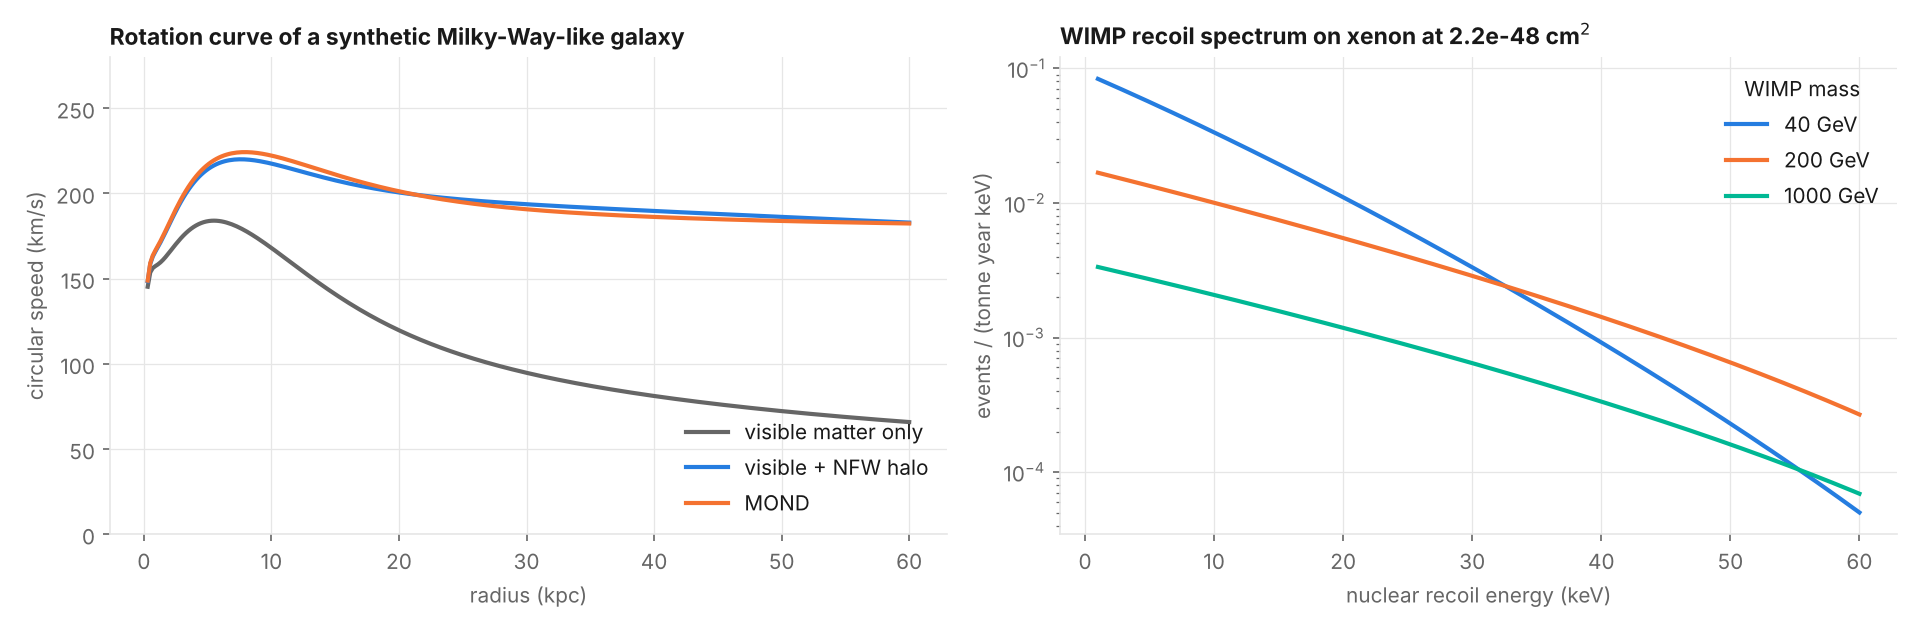 Rotation curve of a synthetic Milky-Way-like galaxy
circular speed (km/s)
250
200
150
100
50
0
0 10 20 30 40 50 60
radius (kpc)
visible matter only
visible + NFW halo
MOND
WIMP recoil spectrum on xenon at 2.2e-48 cm²
events / (tonne year keV)
10⁻¹
10⁻²
10⁻³
10⁻⁴
0 10 20 30 40 50 60
nuclear recoil energy (keV)
WIMP mass
40 GeV
200 GeV
1000 GeV